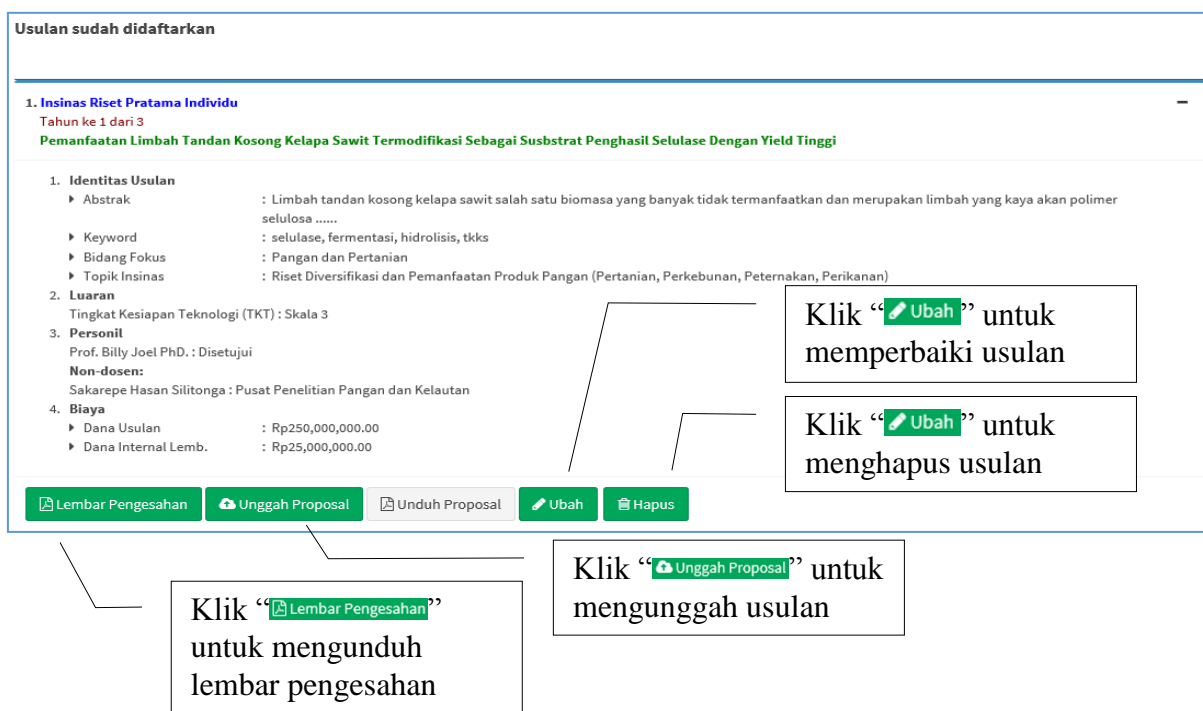 Usulan sudah didaftarkan
1. Insinas Riset Pratama Individu
Tahun ke 1 dari 3
Pemanfaatan Limbah Tandan Kosong Kelapa Sawit Termodifikasi Sebagai Susbstrat Penghasil Selulase Dengan Yield Tinggi
1. Identitas Usulan
Abstrak : Limbah tandan kosong kelapa sawit salah satu biomasa yang banyak tidak termanfaatkan dan merupakan limbah yang kaya akan polimer
selulosa ......
Keyword : selulase, fermentasi, hidrolisis, tkks
Bidang Fokus : Pangan dan Pertanian
Topik Insinas : Riset Diversifikasi dan Pemanfaatan Produk Pangan (Pertanian, Perkebunan, Peternakan, Perikanan)
2. Luaran
Tingkat Kesiapan Teknologi (TKT) : Skala 3
3. Personil
Prof. Billy Joel PhD. : Disetujui
Non-dosen:
Sakarepe Hasan Silitonga : Pusat Penelitian Pangan dan Kelautan
4. Biaya
Dana Usulan : Rp250,000,000.00
Dana Internal Lemb. : Rp25,000,000.00
Klik “Ubah” untuk
memperbaiki usulan
Klik “Ubah” untuk
menghapus usulan
Lembar Pengesahan Unggah Proposal Unduh Proposal Ubah Hapus
Klik “Unggah Proposal” untuk
mengunggah usulan
Klik “Lembar Pengesahan”
untuk mengunduh
lembar pengesahan